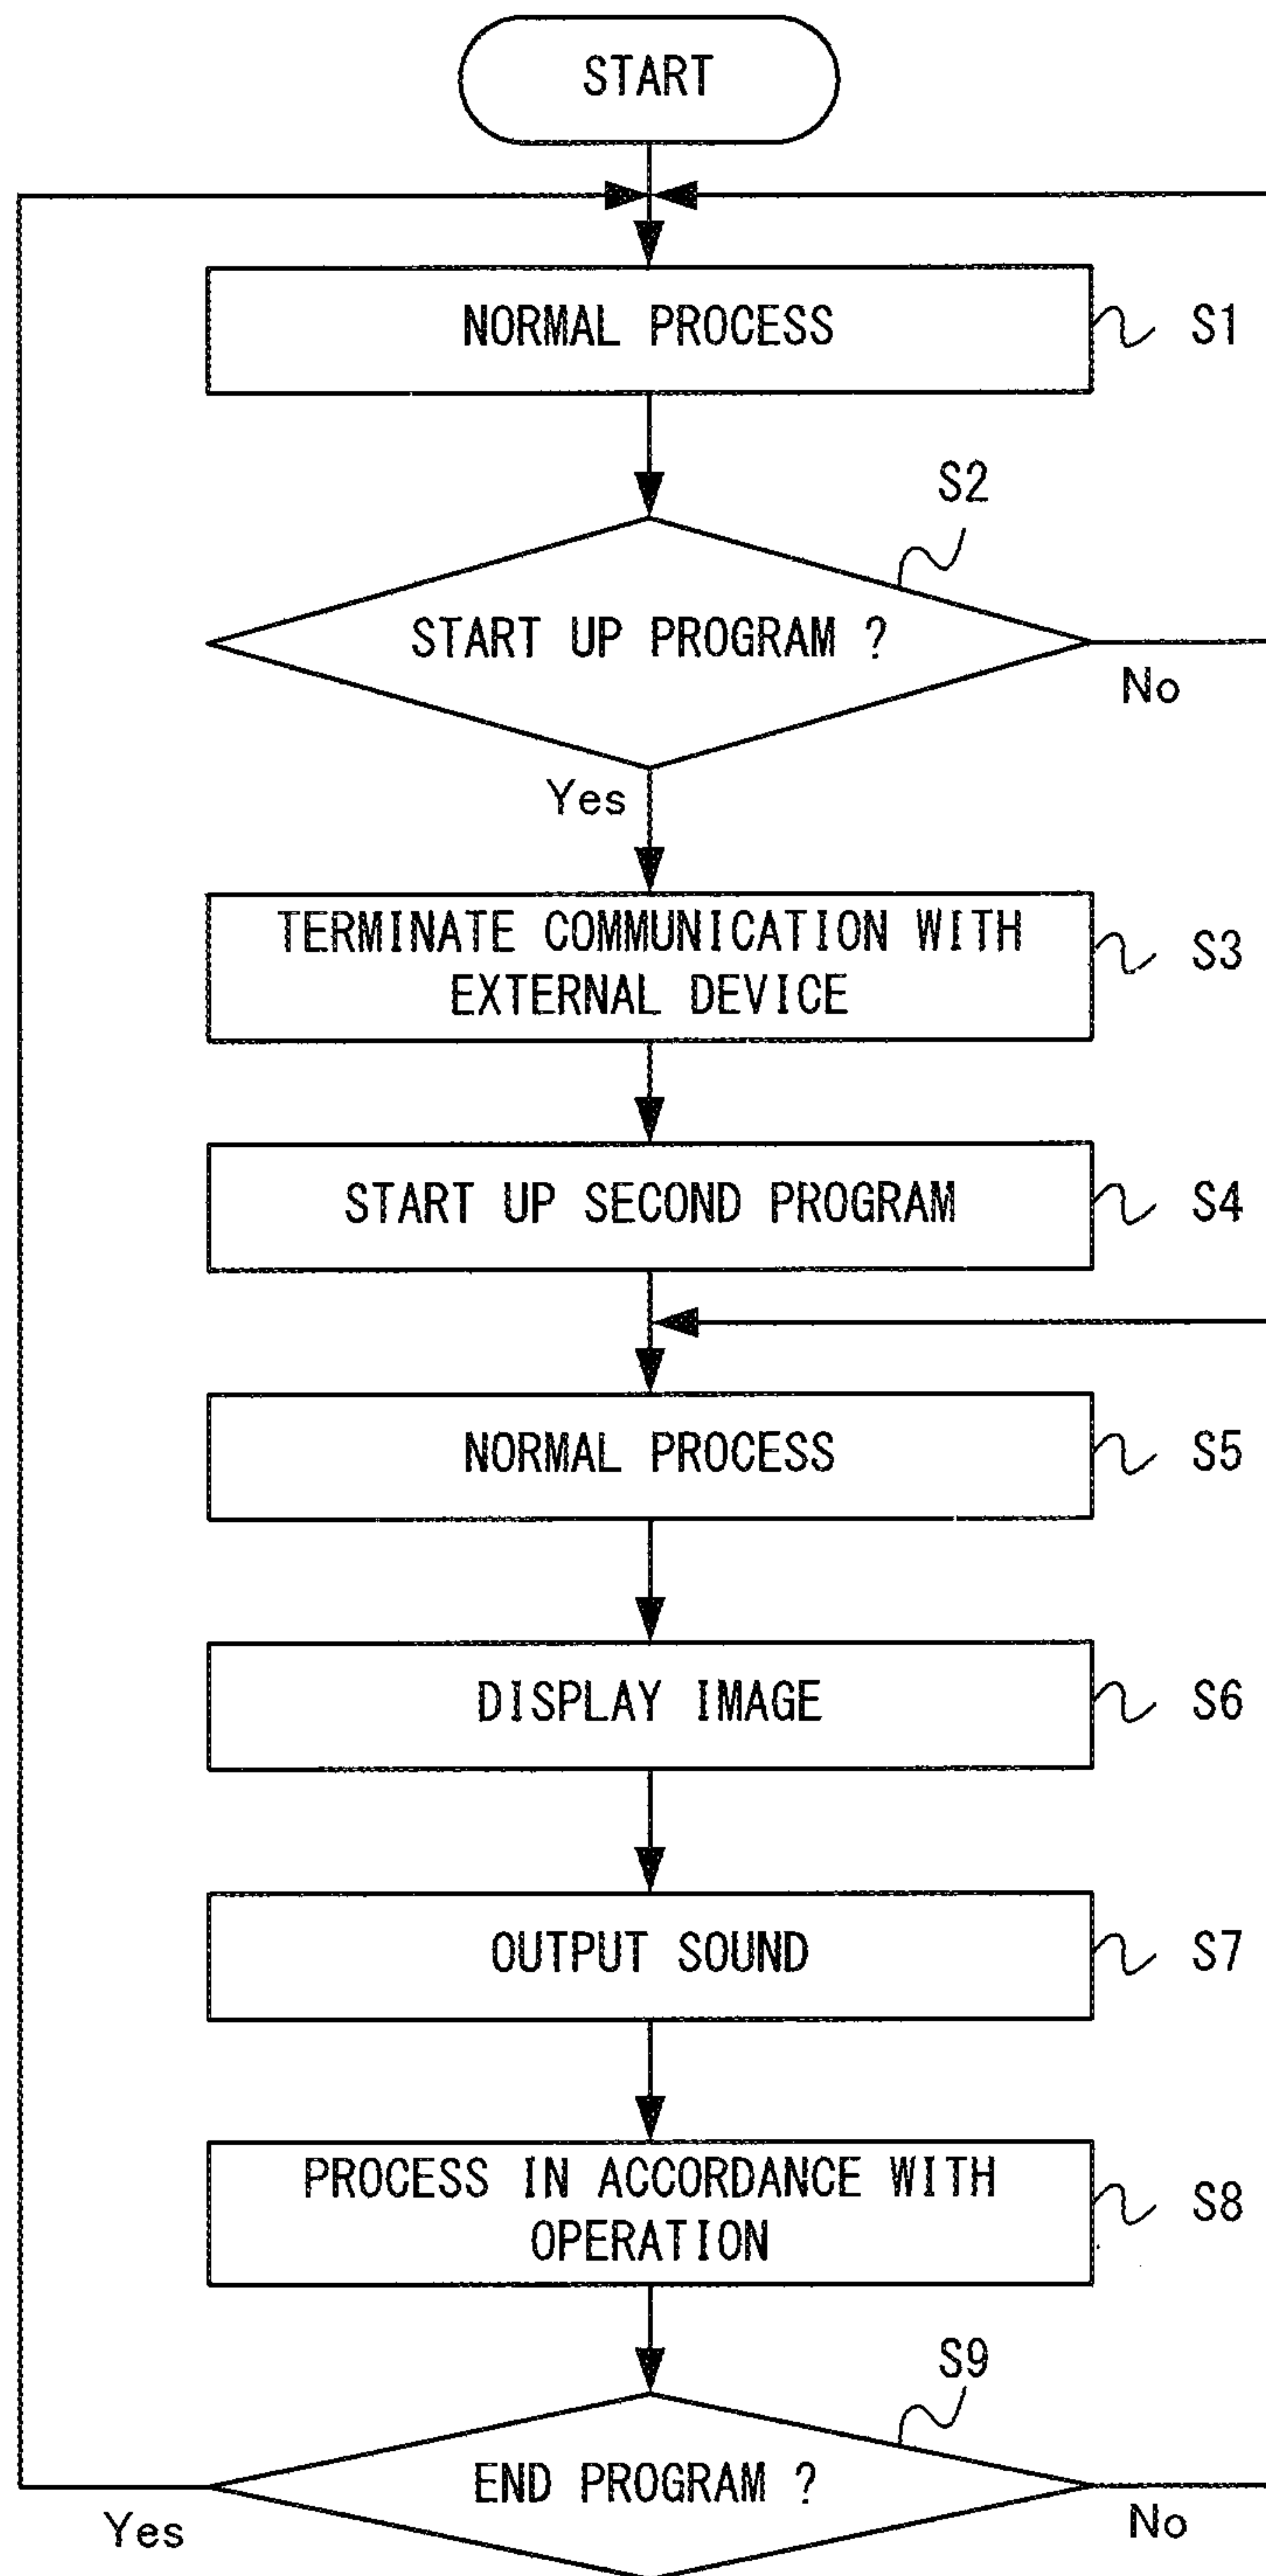 START
NORMAL PROCESS
S1
S2
START UP PROGRAM ?
No
Yes
TERMINATE COMMUNICATION WITH
EXTERNAL DEVICE
S3
START UP SECOND PROGRAM
S4
NORMAL PROCESS
S5
DISPLAY IMAGE
S6
OUTPUT SOUND
S7
PROCESS IN ACCORDANCE WITH
OPERATION
S8
S9
END PROGRAM ?
Yes
No